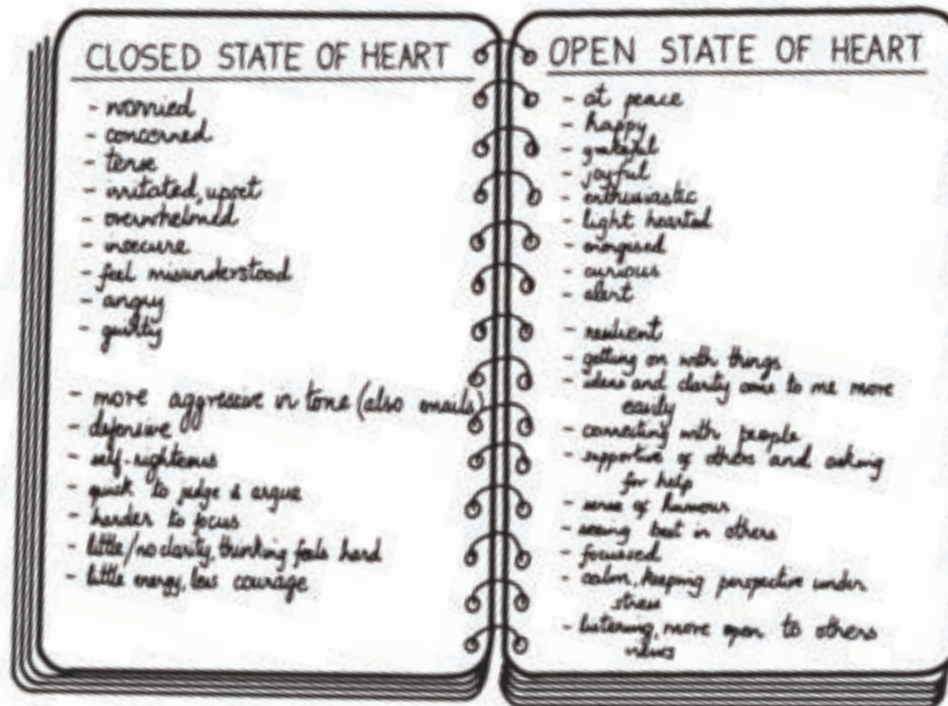 CLOSED STATE OF HEART
- worried
- concerned
- tense
- irritated, upset
- overwhelmed
- insecure
- feel misunderstood
- angry
- guilty
- more aggressive in tone (also emails)
- defensive
- self-righteous
- quick to judge & argue
- harder to focus
- little/no clarity, thinking feels hard
- little energy, less courage
OPEN STATE OF HEART
- at peace
- happy
- grateful
- joyful
- enthusiastic
- light hearted
- energised
- curious
- alert
- resilient
- getting on with things
- ideas and clarity come to me more
easily
- connecting with people
- supportive of others and asking
for help
- sense of humour
- seeing best in others
- focussed
- calm, keeping perspective under
stress
- listening, more open to others
views